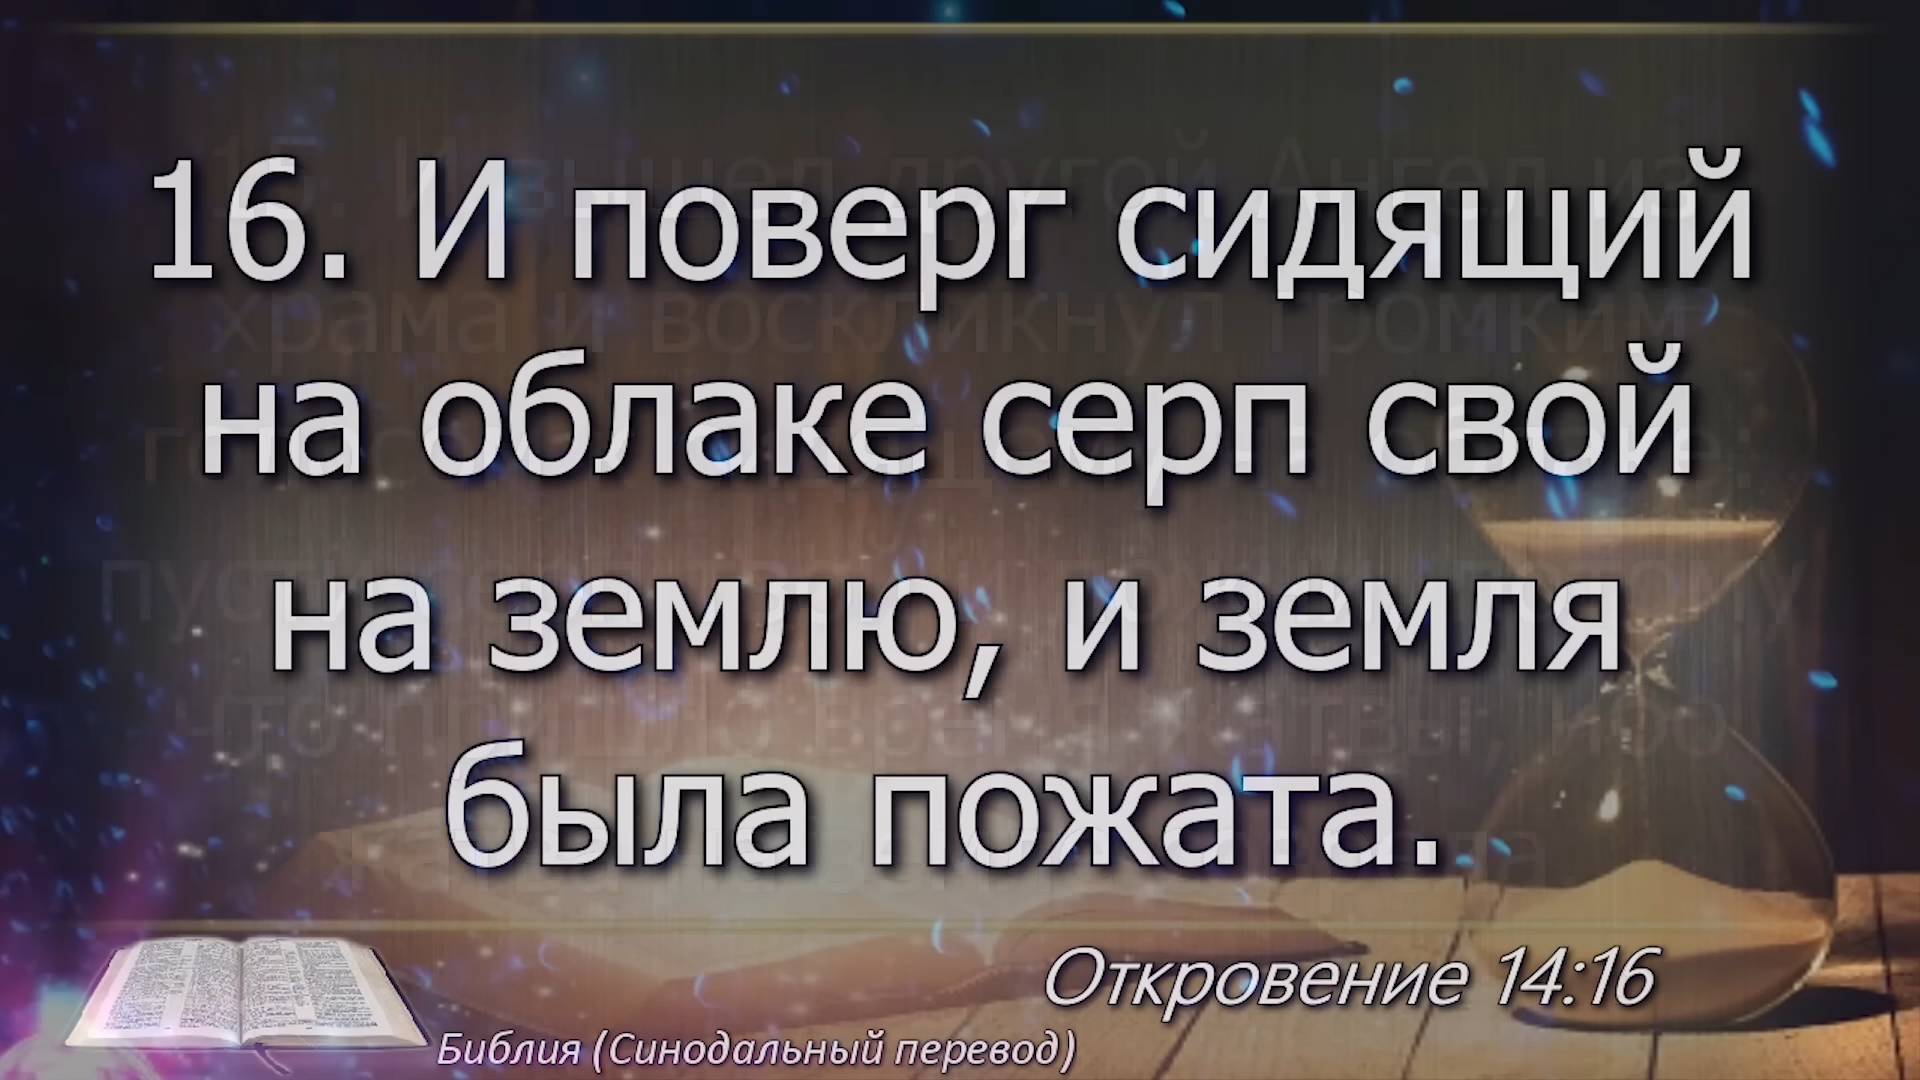 16. И поверг сидящий
на облаке серп свой
на землю, и земля
была пожата.
Откровение 14:16
Библия (Синодальный перевод)